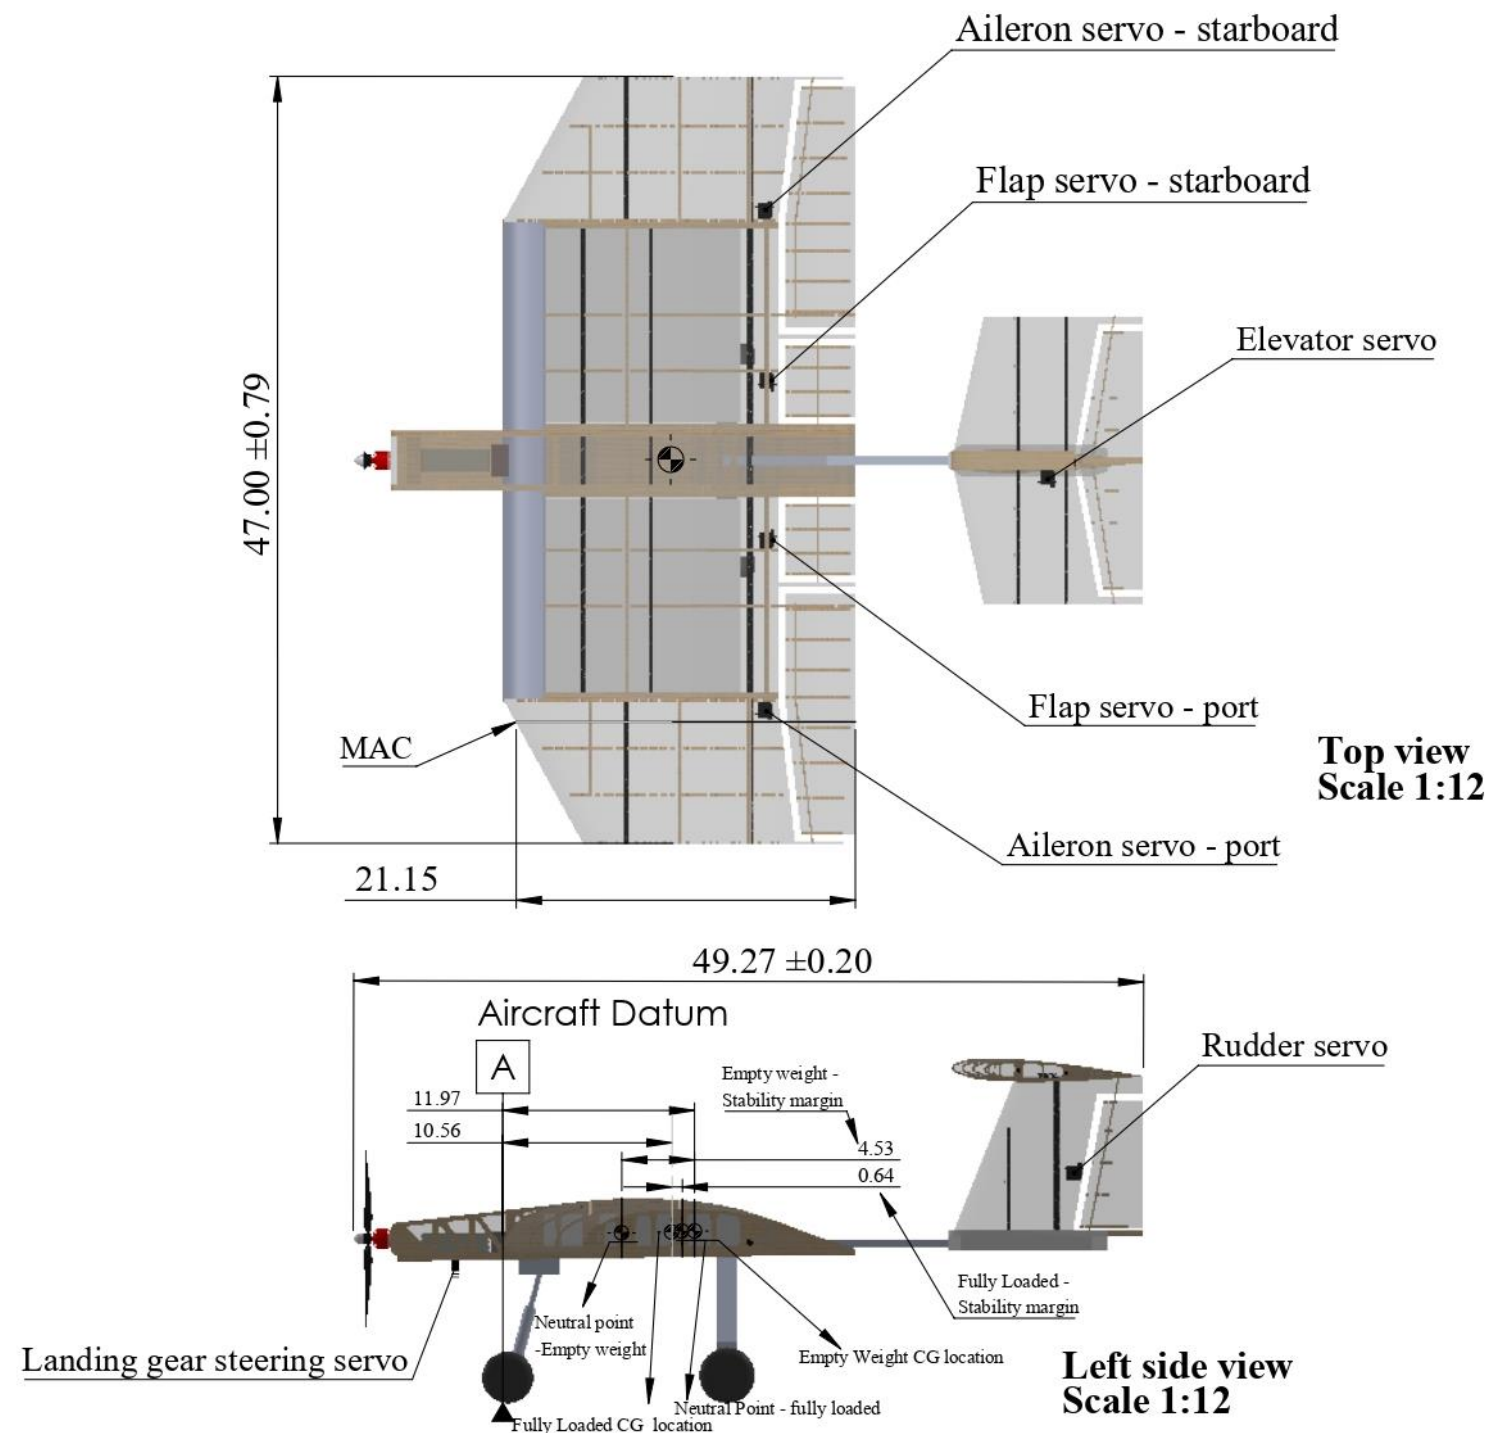 Aileron servo - starboard
Flap servo - starboard
Elevator servo
47.00 ±0.79
Flap servo - port
MAC
Top view
Scale 1:12
Aileron servo - port
21.15
49.27 ±0.20
Aircraft Datum
Rudder servo
A
Empty weight -
Stability margin
11.97
10.56
4.53
0.64
Fully Loaded -
Stability margin
Neutral point
-Empty weight
Empty Weight CG location
Landing gear steering servo
Left side view
Scale 1:12
Neutral Point - fully loaded
Fully Loaded CG location